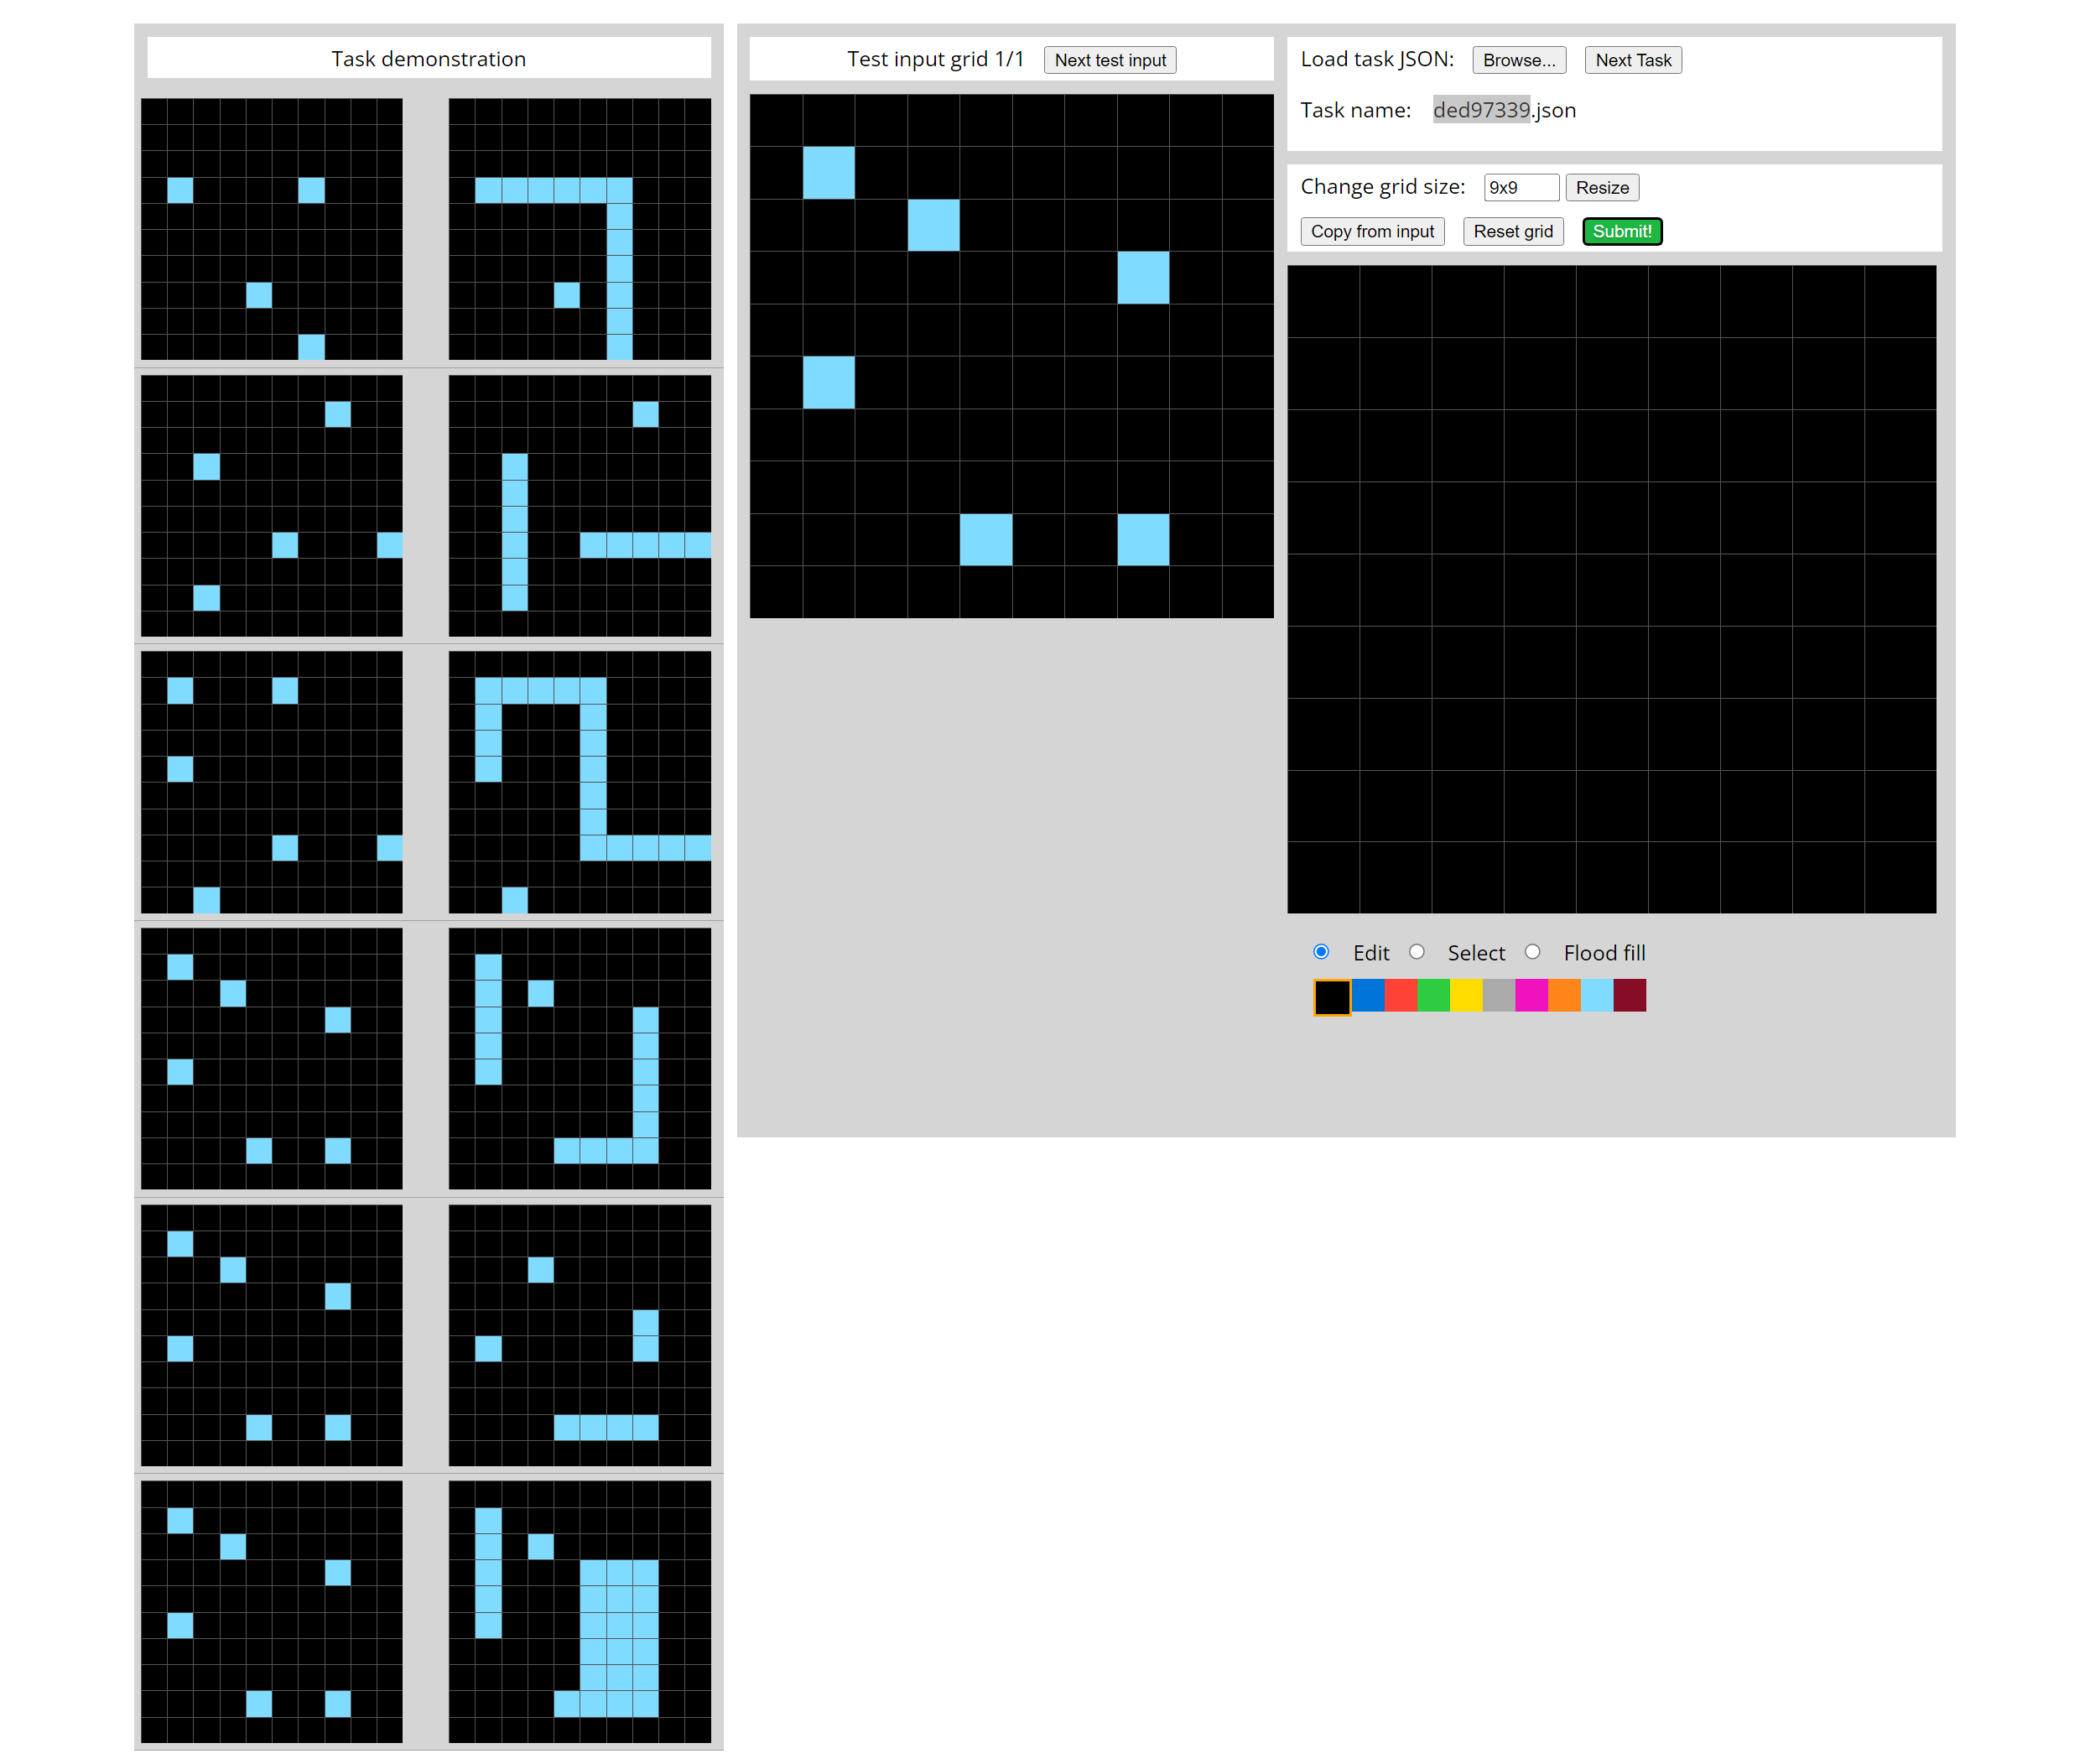 Task demonstration
Test input grid 1/1 Next test input
Load task JSON: Browse... Next Task
Task name: ded97339.json
Change grid size: 9x9 Resize
Copy from input Reset grid Submit!
Edit Select Flood fill